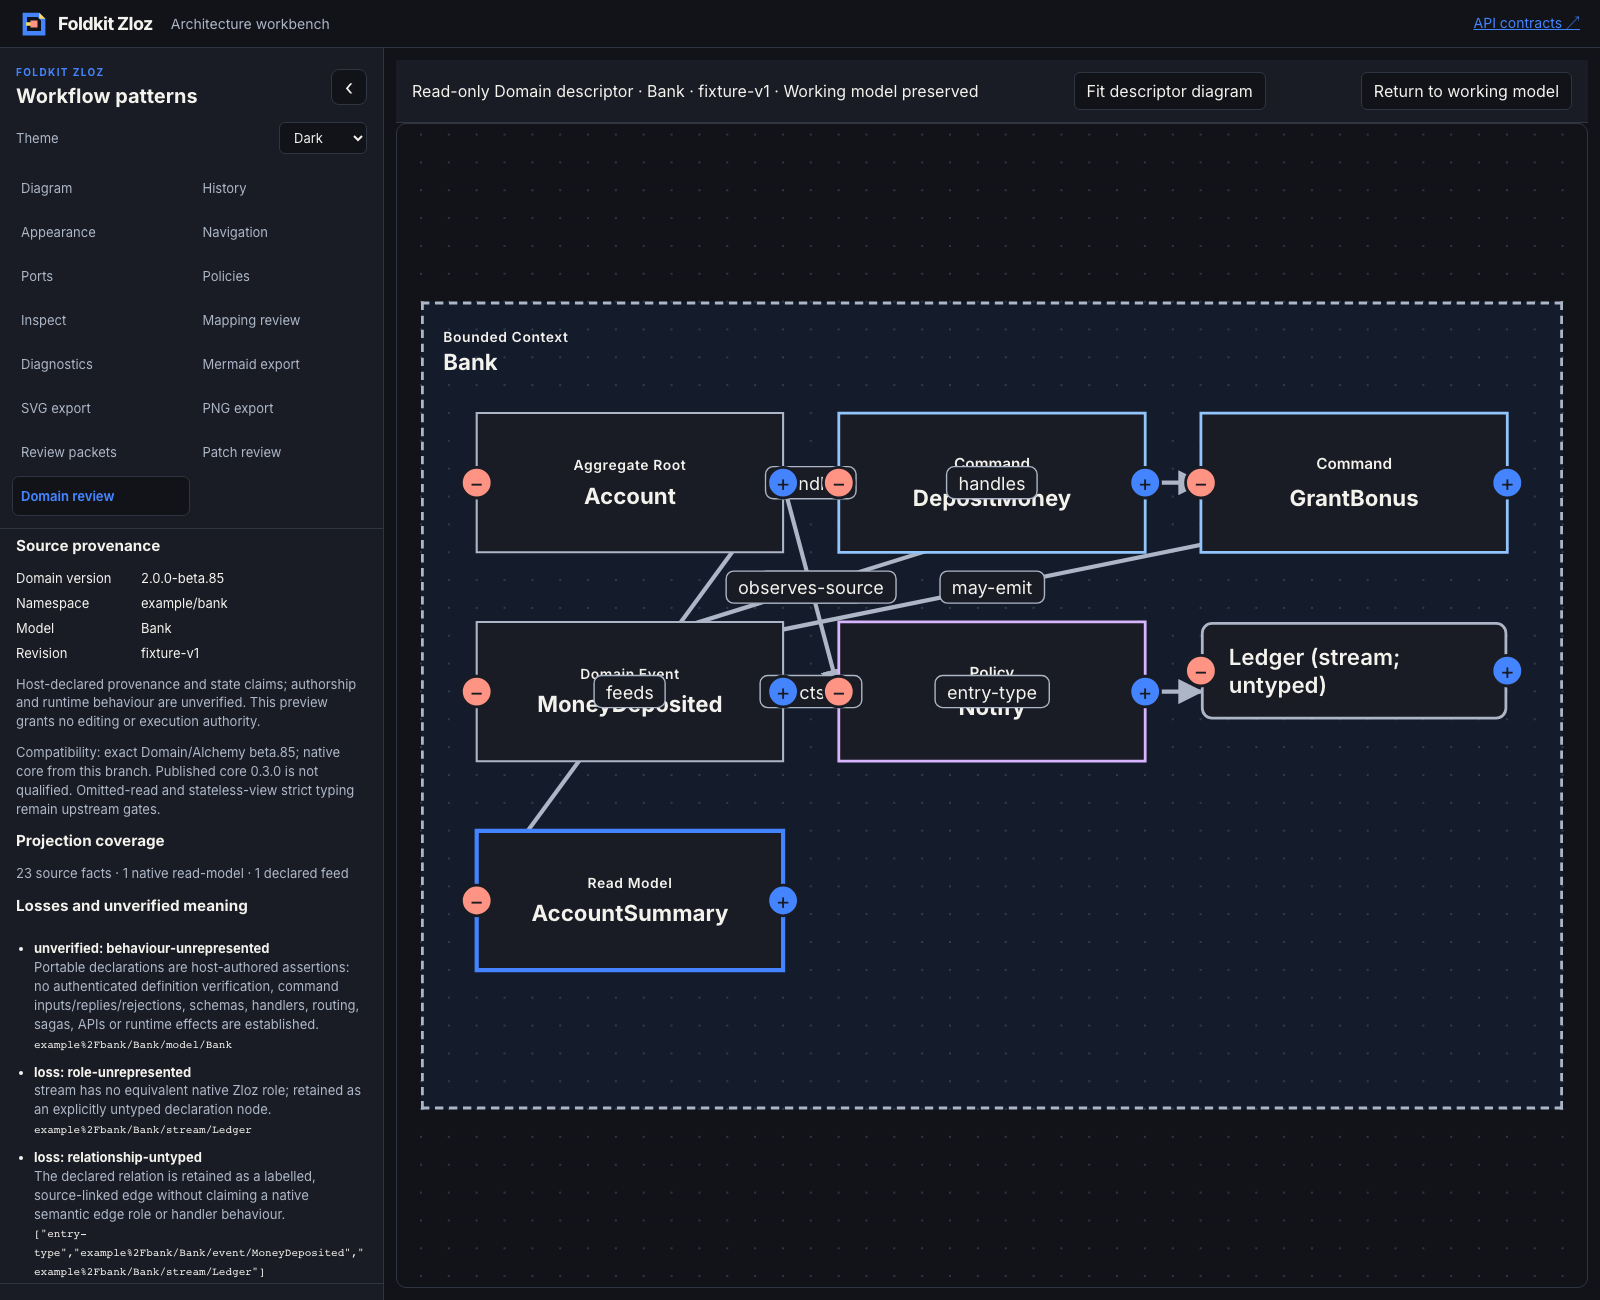 Foldkit Zloz
Architecture workbench
API contracts ↗
FOLDKIT ZLOZ
Workflow patterns
Theme
Dark
Diagram
History
Appearance
Navigation
Ports
Policies
Inspect
Mapping review
Diagnostics
Mermaid export
SVG export
PNG export
Review packets
Patch review
Domain review
Source provenance
Domain version 2.0.0-beta.85
Namespace example/bank
Model Bank
Revision fixture-v1
Host-declared provenance and state claims; authorship
and runtime behaviour are unverified. This preview
grants no editing or execution authority.
Compatibility: exact Domain/Alchemy beta.85; native
core from this branch. Published core 0.3.0 is not
qualified. Omitted-read and stateless-view strict typing
remain upstream gates.
Projection coverage
23 source facts · 1 native read-model · 1 declared feed
Losses and unverified meaning
• unverified: behaviour-unrepresented
Portable declarations are host-authored assertions:
no authenticated definition verification, command
inputs/replies/rejections, schemas, handlers, routing,
sagas, APIs or runtime effects are established.
example%2Fbank/Bank/model/Bank
• loss: role-unrepresented
stream has no equivalent native Zloz role; retained as
an explicitly untyped declaration node.
example%2Fbank/Bank/stream/Ledger
• loss: relationship-untyped
The declared relation is retained as a labelled,
source-linked edge without claiming a native
semantic edge role or handler behaviour.
["entry-
type","example%2Fbank/Bank/event/MoneyDeposited","
example%2Fbank/Bank/stream/Ledger"]
Read-only Domain descriptor · Bank · fixture-v1 · Working model preserved
Fit descriptor diagram
Return to working model
Bounded Context
Bank
Aggregate Root
Account
Command
DepositMoney
handles
Command
GrantBonus
observes-source
may-emit
Domain Event
MoneyDeposited
feeds
Policy
Notify
entry-type
Ledger (stream;
untyped)
Read Model
AccountSummary